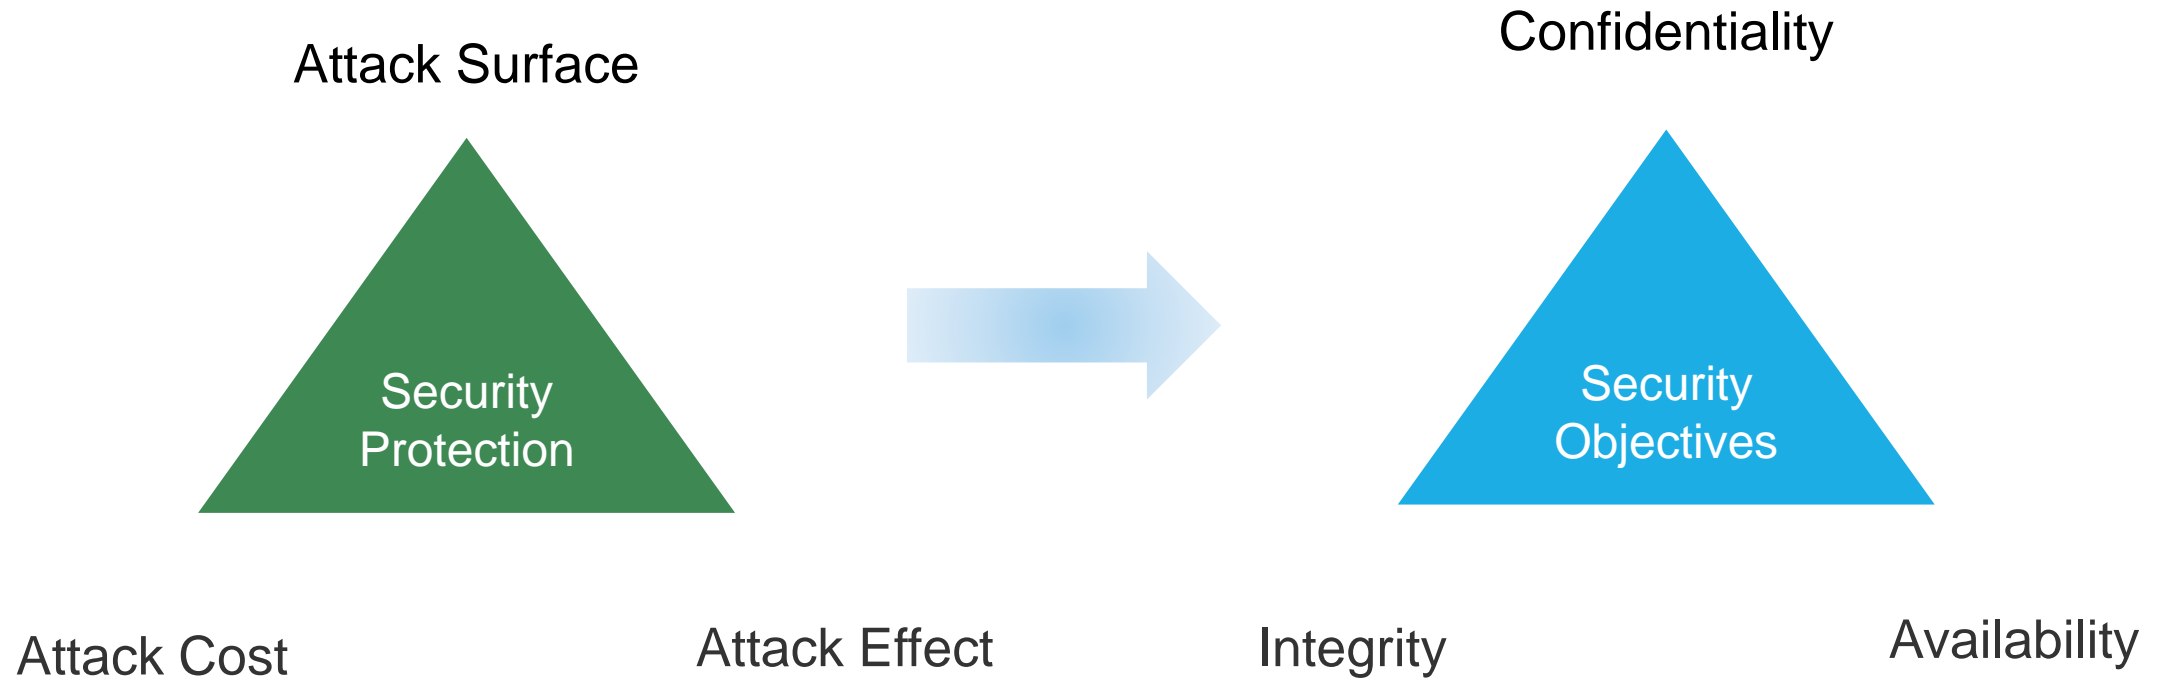 Attack Surface
Security
Protection
Attack Cost
Attack Effect
Confidentiality
Security
Objectives
Integrity
Availability